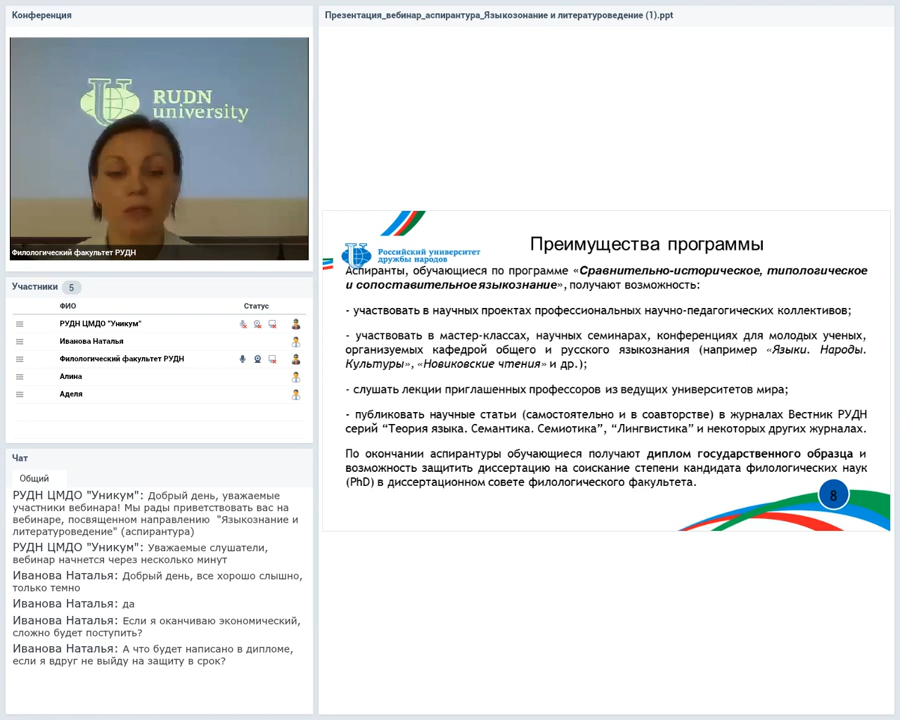 Конференция
RUDN
university
Филологический факультет РУДН
Участники 5
ФИО Статус
РУДН ЦМДО "Уникум"
Иванова Наталья
Филологический факультет РУДН
Алина
Аделя
Чат
Общий
РУДН ЦМДО "Уникум": Добрый день, уважаемые
участники вебинара! Мы рады приветствовать вас на
вебинаре, посвященном направлению "Языкознание и
литературоведение" (аспирантура)
РУДН ЦМДО "Уникум": Уважаемые слушатели,
вебинар начнется через несколько минут
Иванова Наталья: Добрый день, все хорошо слышно,
только темно
Иванова Наталья: да
Иванова Наталья: Если я оканчиваю экономический,
сложно будет поступить?
Иванова Наталья: А что будет написано в дипломе,
если я вдруг не выйду на защиту в срок?
Презентация_вебинар_аспирантура_Языкозонание и литературоведение (1).ppt
Российский университет
дружбы народов
Преимущества программы
Аспиранты, обучающиеся по программе «Сравнительно-историческое, типологическое
и сопоставительное языкознание», получают возможность:
- участвовать в научных проектах профессиональных научно-педагогических коллективов;
- участвовать в мастер-классах, научных семинарах, конференциях для молодых ученых,
организуемых кафедрой общего и русского языкознания (например «Языки. Народы.
Культуры», «Новиковские чтения» и др.);
- слушать лекции приглашенных профессоров из ведущих университетов мира;
- публиковать научные статьи (самостоятельно и в соавторстве) в журналах Вестник РУДН
серий “Теория языка. Семантика. Семиотика”, “Лингвистика” и некоторых других журналах.
По окончании аспирантуры обучающиеся получают диплом государственного образца и
возможность защитить диссертацию на соискание степени кандидата филологических наук
(PhD) в диссертационном совете филологического факультета.
8